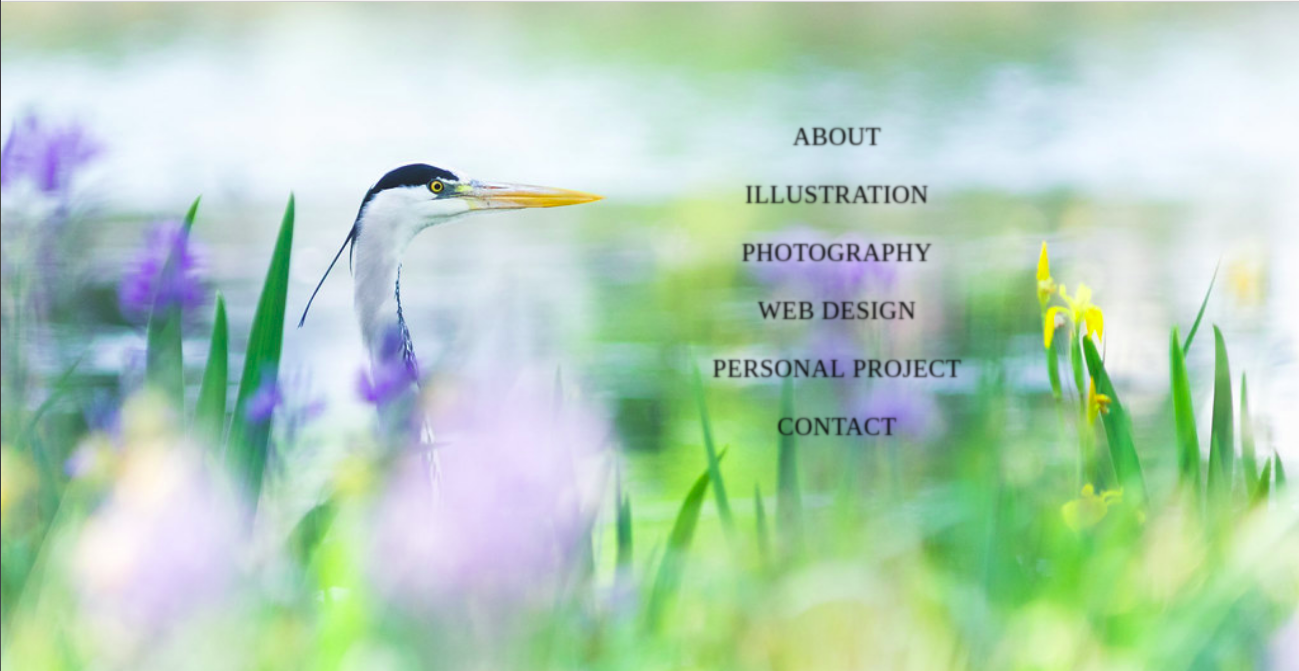 ABOUT
ILLUSTRATION
PHOTOGRAPHY
WEB DESIGN
PERSONAL PROJECT
CONTACT